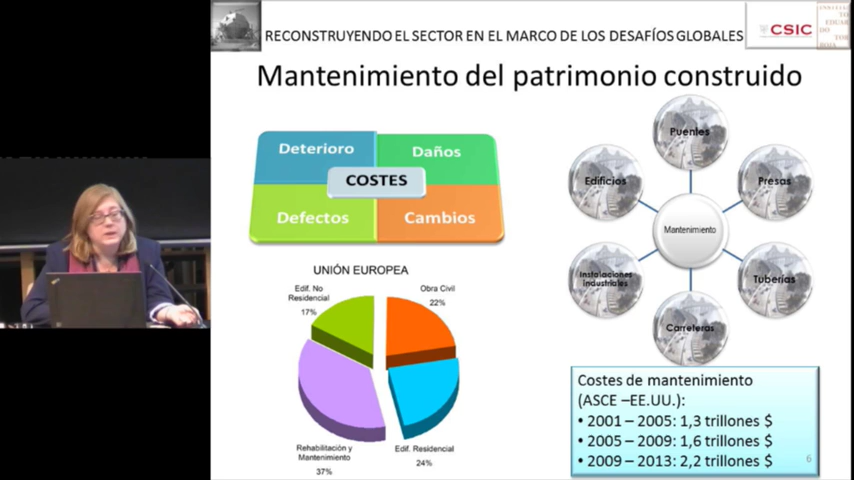 RECONSTRUYENDO EL SECTOR EN EL MARCO DE LOS DESAFÍOS GLOBALES
CSIC
Mantenimiento del patrimonio construido
Deterioro
Daños
COSTES
Defectos
Cambios
Puentes
Edificios
Presas
Mantenimiento
Instalaciones
Industriales
Tuberías
Carreteras
UNIÓN EUROPEA
Edif. No
Residencial
17%
Obra Civil
22%
Rehabilitación y
Mantenimiento
37%
Edif. Residencial
24%
Costes de mantenimiento
(ASCE –EE.UU.):
• 2001 – 2005: 1,3 trillones $
• 2005 – 2009: 1,6 trillones $
• 2009 – 2013: 2,2 trillones $
6